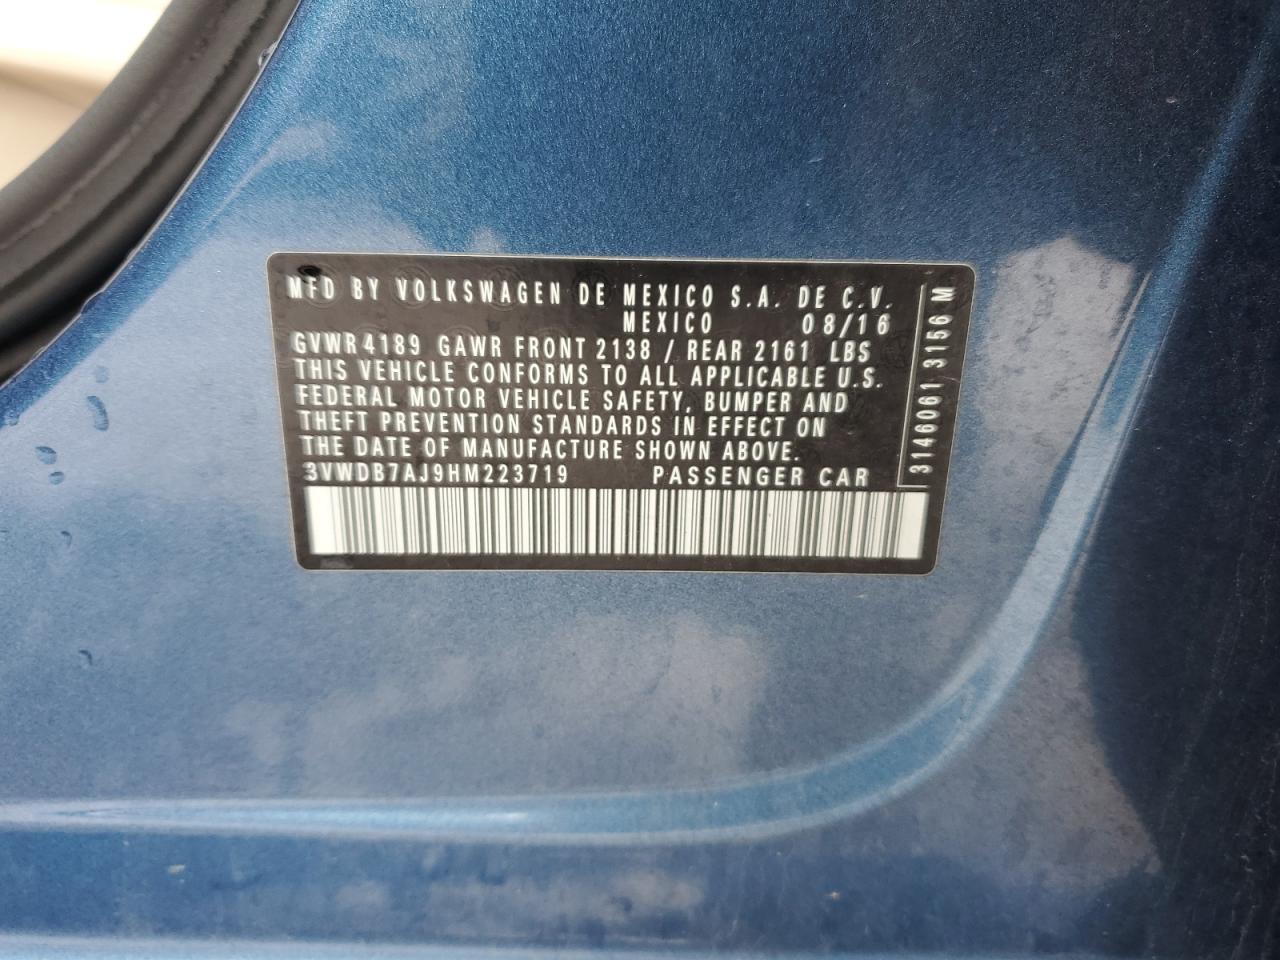 MFD BY VOLKSWAGEN DE MEXICO S.A. DE C.V.
MEXICO 08/16
GVWR 4189 GAWR FRONT 2138 / REAR 2161 LBS
THIS VEHICLE CONFORMS TO ALL APPLICABLE U.S.
FEDERAL MOTOR VEHICLE SAFETY, BUMPER AND
THEFT PREVENTION STANDARDS IN EFFECT ON
THE DATE OF MANUFACTURE SHOWN ABOVE.
3VWDB7AJ9HM223719 PASSENGER CAR
3146061 3156 M